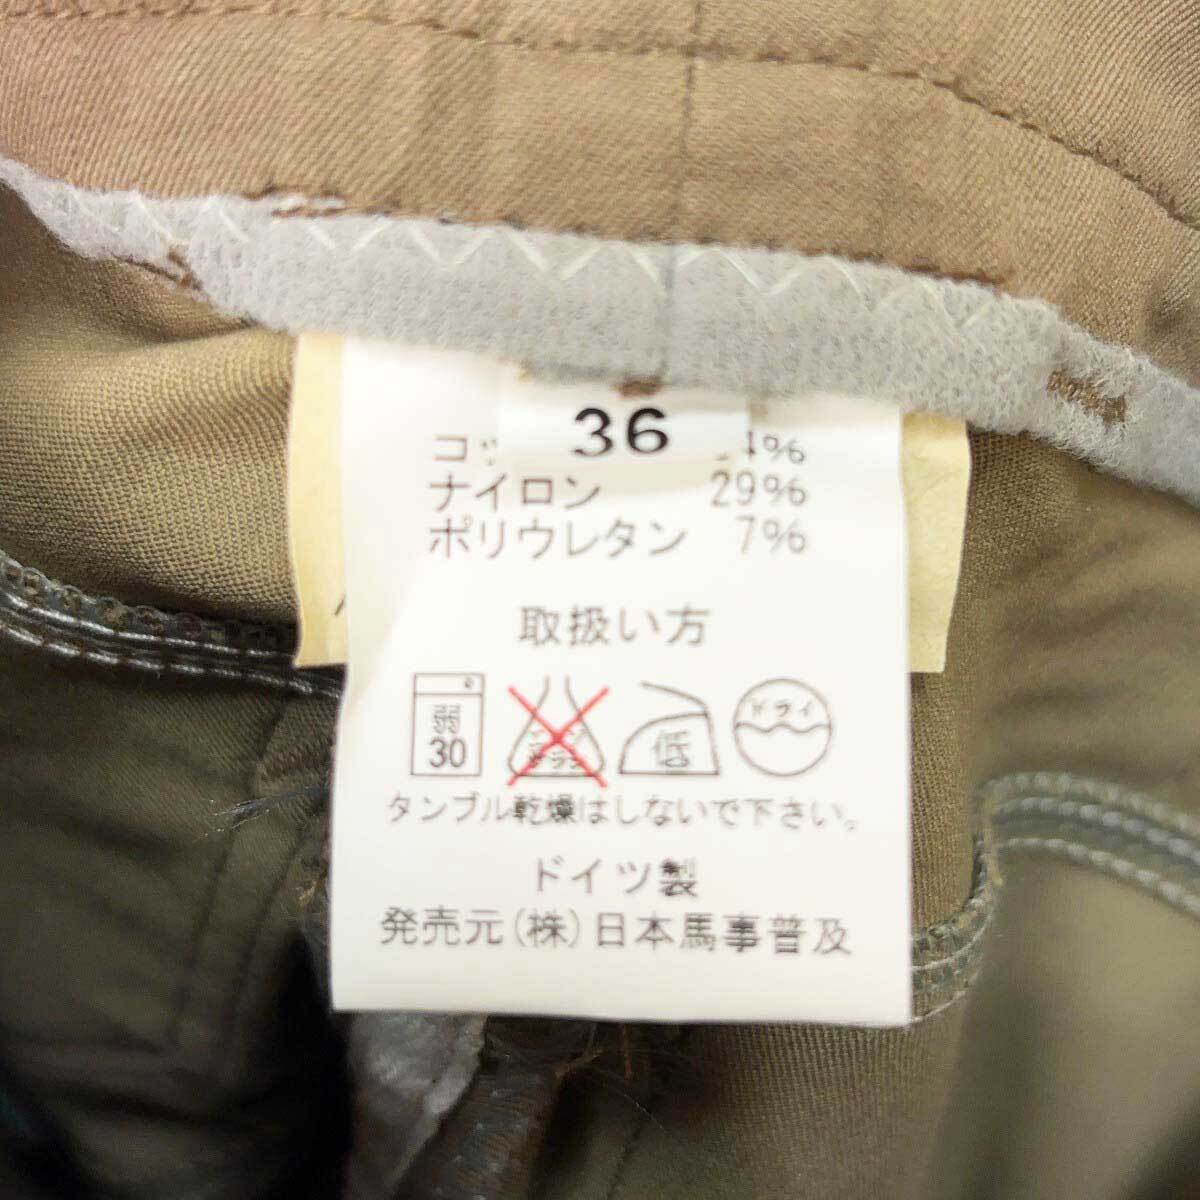 36
ナイロン 29%
ポリウレタン 7%
取扱い方
弱
30
低
ドライ
タンブル乾燥はしないで下さい。
ドイツ製
発売元(株)日本馬事普及